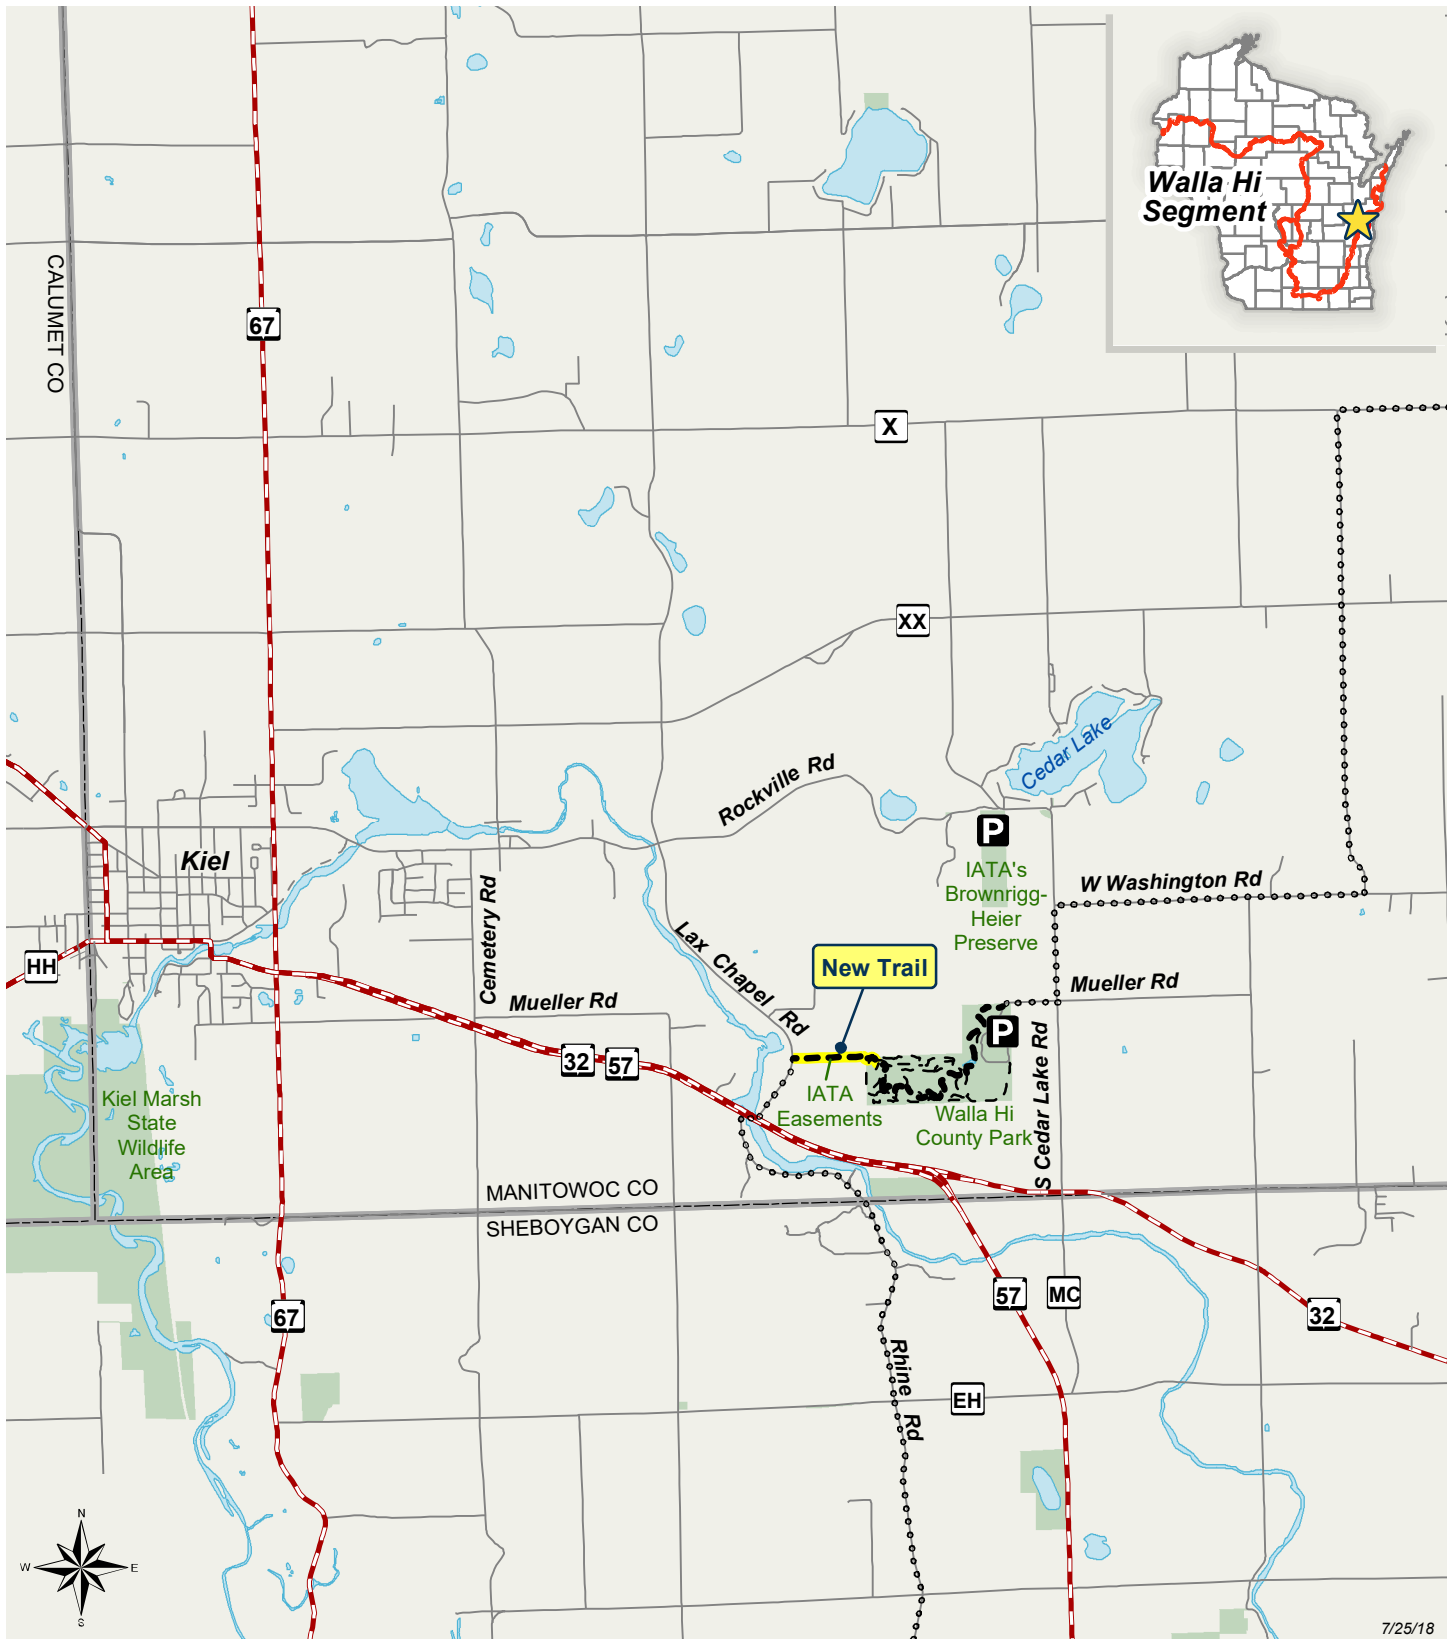 Walla Hi
Segment
CALUMET CO
67
X
XX
Cedar Lake
Rockville Rd
P
Kiel
IATA's
Brownrigg-
Heier
Preserve
W Washington Rd
Cemetery Rd
Lax Chapel Rd
HH
New Trail
Mueller Rd
Mueller Rd
P
32
57
S Cedar Lake Rd
IATA
Easements
Walla Hi
County Park
Kiel Marsh
State
Wildlife
Area
MANITOWOC CO
SHEBOYGAN CO
57
MC
67
32
Rhine Rd
EH
N
W
E
S
7/25/18